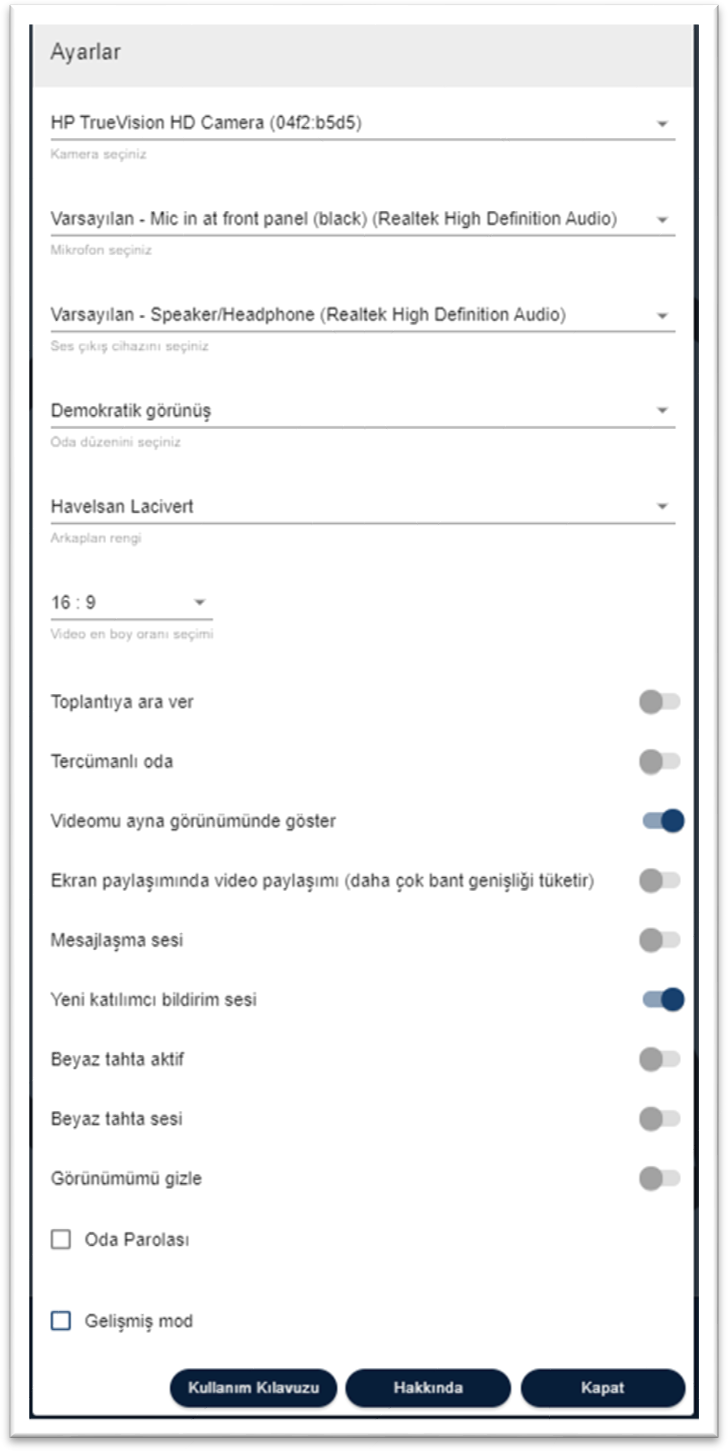 Ayarlar
HP TrueVision HD Camera (04f2:b5d5)
Kamera seçiniz
Varsayılan - Mic in at front panel (black) (Realtek High Definition Audio)
Mikrofon seçiniz
Varsayılan - Speaker/Headphone (Realtek High Definition Audio)
Ses çıkış cihazını seçiniz
Demokratik görünüş
Oda düzenini seçiniz
Havelsan Lacivert
Arkaplan rengi
16 : 9
Video en boy oranı seçimi
Toplantıya ara ver
Tercümanlı oda
Videomu ayna görünümünde göster
Ekran paylaşımında video paylaşımı (daha çok bant genişliği tüketir)
Mesajlaşma sesi
Yeni katılımcı bildirim sesi
Beyaz tahta aktif
Beyaz tahta sesi
Görünümümü gizle
Oda Parolası
Gelişmiş mod
Kullanım Kılavuzu Hakkında Kapat